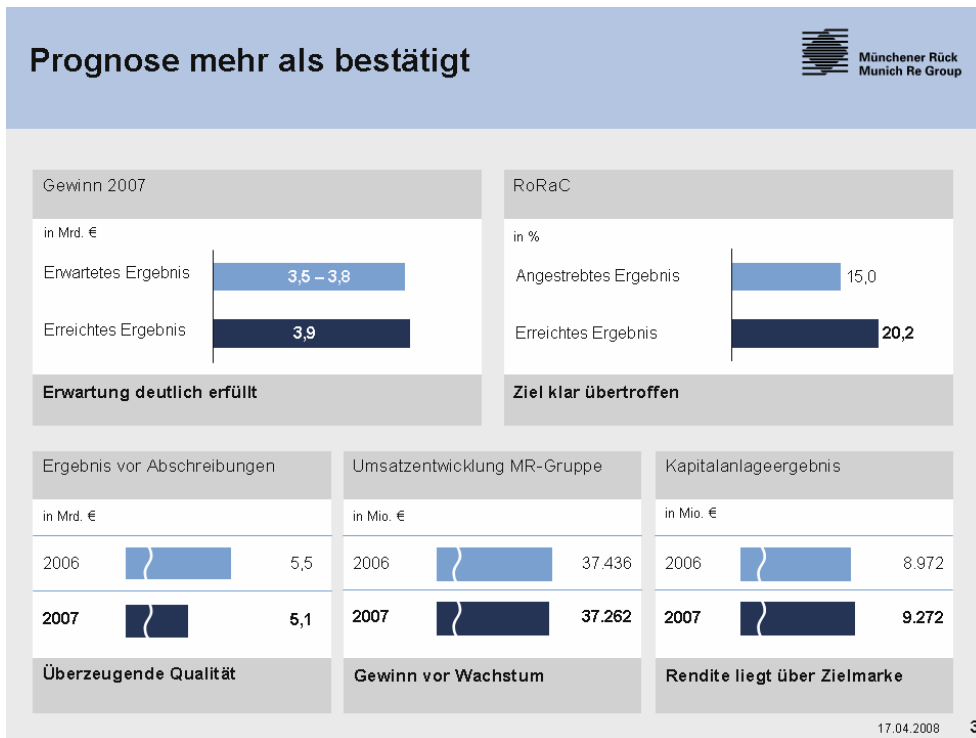 Prognose mehr als bestätigt
Münchener Rück
Munich Re Group
Gewinn 2007
in Mrd. €
Erwartetes Ergebnis 3,5 – 3,8
Erreichtes Ergebnis 3,9
Erwartung deutlich erfüllt
RoRaC
in %
Angestrebtes Ergebnis 15,0
Erreichtes Ergebnis 20,2
Ziel klar übertroffen
Ergebnis vor Abschreibungen
in Mrd. €
2006 5,5
2007 5,1
Überzeugende Qualität
Umsatzentwicklung MR-Gruppe
in Mio. €
2006 37.436
2007 37.262
Gewinn vor Wachstum
Kapitalanlageergebnis
in Mio. €
2006 8.972
2007 9.272
Rendite liegt über Zielmarke
17.04.2008 3